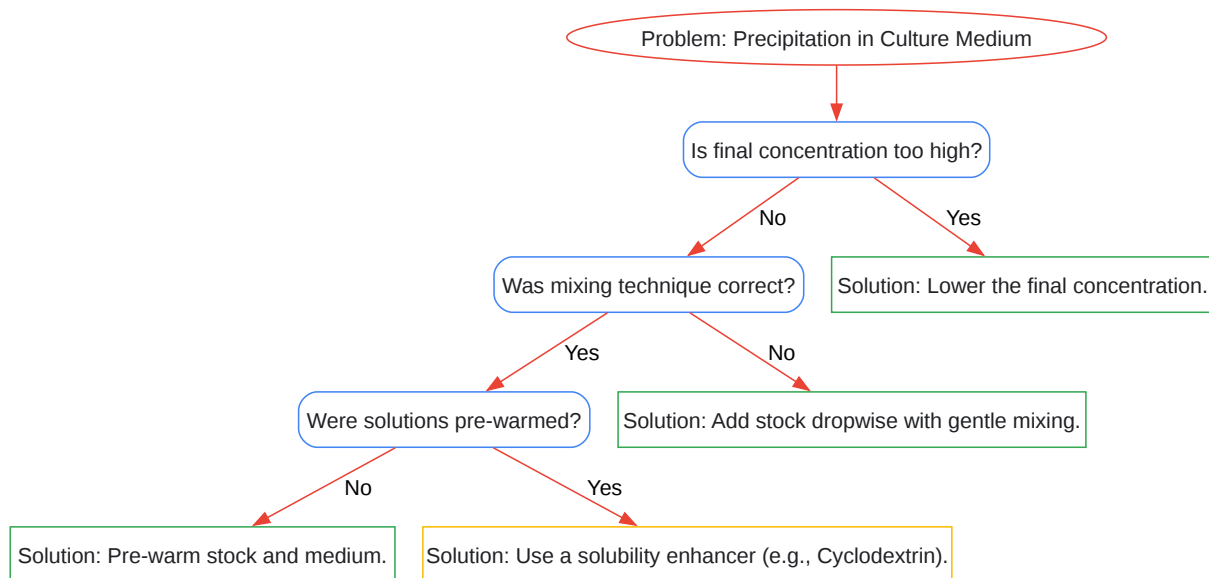 Problem: Precipitation in Culture Medium
Is final concentration too high?
No
Yes
Was mixing technique correct?
Solution: Lower the final concentration.
Yes
No
Were solutions pre-warmed?
Solution: Add stock dropwise with gentle mixing.
No
Yes
Solution: Pre-warm stock and medium.
Solution: Use a solubility enhancer (e.g., Cyclodextrin).